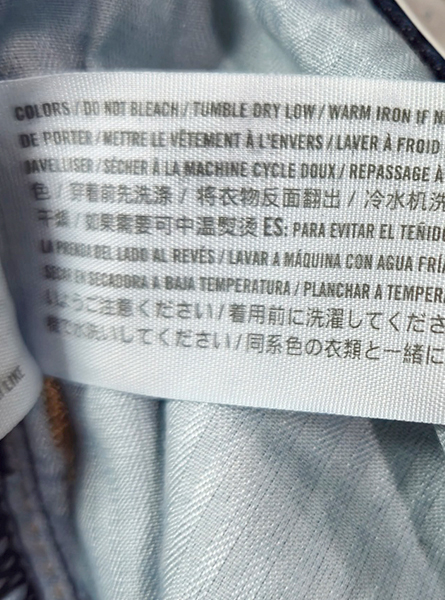 COLORS / DO NOT BLEACH / TUMBLE DRY LOW / WARM IRON IF
DE PORTER / METTRE LE VÊTEMENT À L'ENVERS / LAVER À FROID
JAVELLISER / SÉCHER À LA MACHINE CYCLE DOUX / REPASSAGE À
色 / 穿着前先洗涤 / 将衣物反面翻出 / 冷水机洗
干燥 / 如果需要可中温熨烫 ES: PARA EVITAR EL TEÑIDO
LA PRENDA DEL LADO AL REVÉS / LAVAR A MÁQUINA CON AGUA FRÍA
SECAR EN SECADORA A BAJA TEMPERATURA / PLANCHAR A TEMPER
いようご注意ください / 着用前に洗濯してくださ
水洗いしてください / 同系色の衣類と一緒に